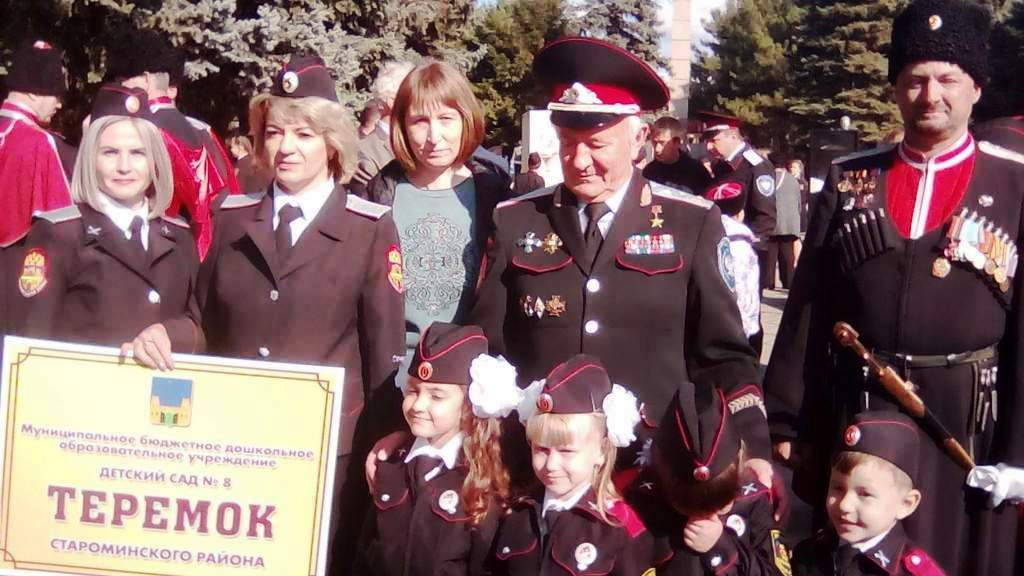 Муниципальное бюджетное дошкольное
образовательное учреждение
ДЕТСКИЙ САД № 8
ТЕРЕМОК
СТАРОМИНСКОГО РАЙОНА